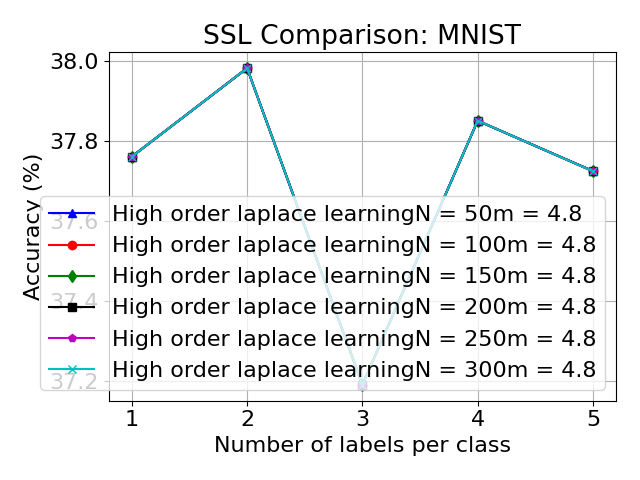 SSL Comparison: MNIST
38.0
37.8
37.6
37.4
37.2
Accuracy (%)
High order laplace learningN = 50m = 4.8
High order laplace learningN = 100m = 4.8
High order laplace learningN = 150m = 4.8
High order laplace learningN = 200m = 4.8
High order laplace learningN = 250m = 4.8
High order laplace learningN = 300m = 4.8
1 2 3 4 5
Number of labels per class